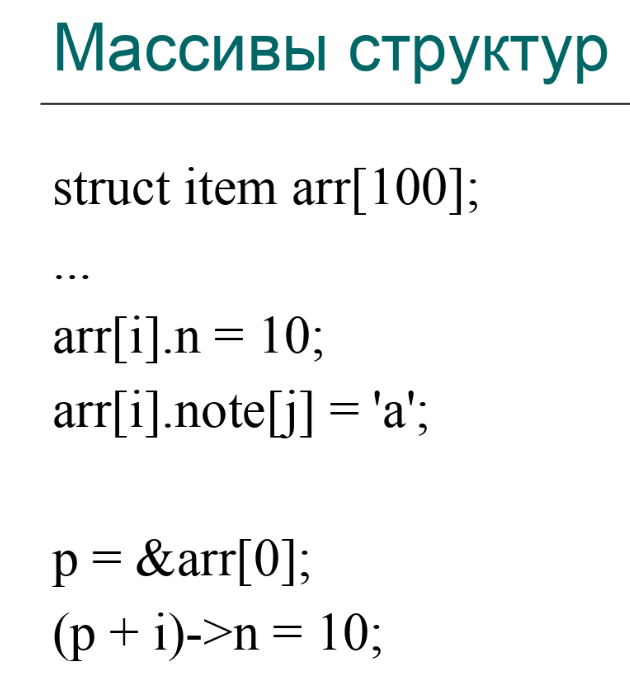 Массивы структур
struct item arr[100];
...
arr[i].n = 10;
arr[i].note[j] = 'a';
p = &arr[0];
(p + i)->n = 10;